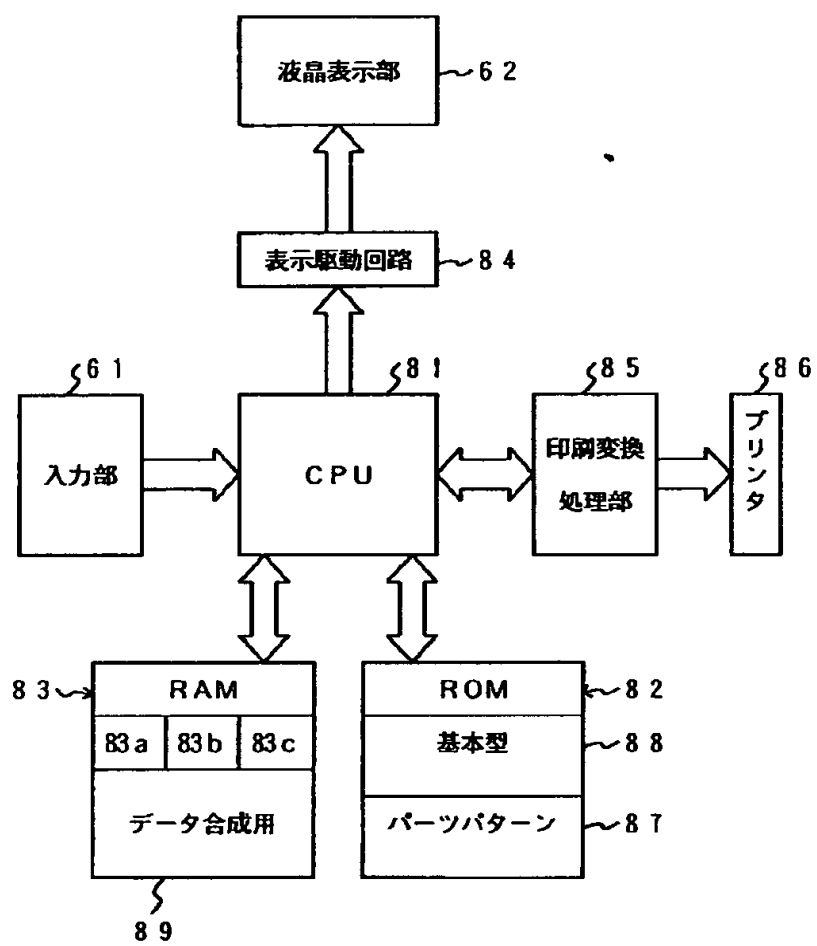 液晶表示部
62
表示駆動回路
84
61
81
85
86
入力部
CPU
印刷変換
処理部
プリンタ
83
RAM
83a 83b 83c
データ合成用
89
ROM
82
基本型
88
パーツパターン
87